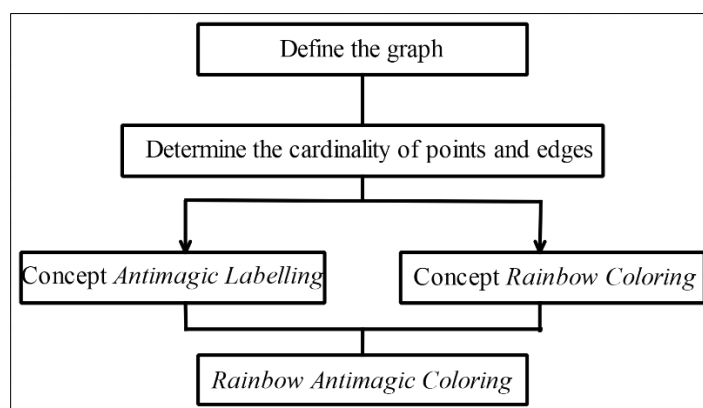 Define the graph
Determine the cardinality of points and edges
Concept Antimagic Labelling
Concept Rainbow Coloring
Rainbow Antimagic Coloring